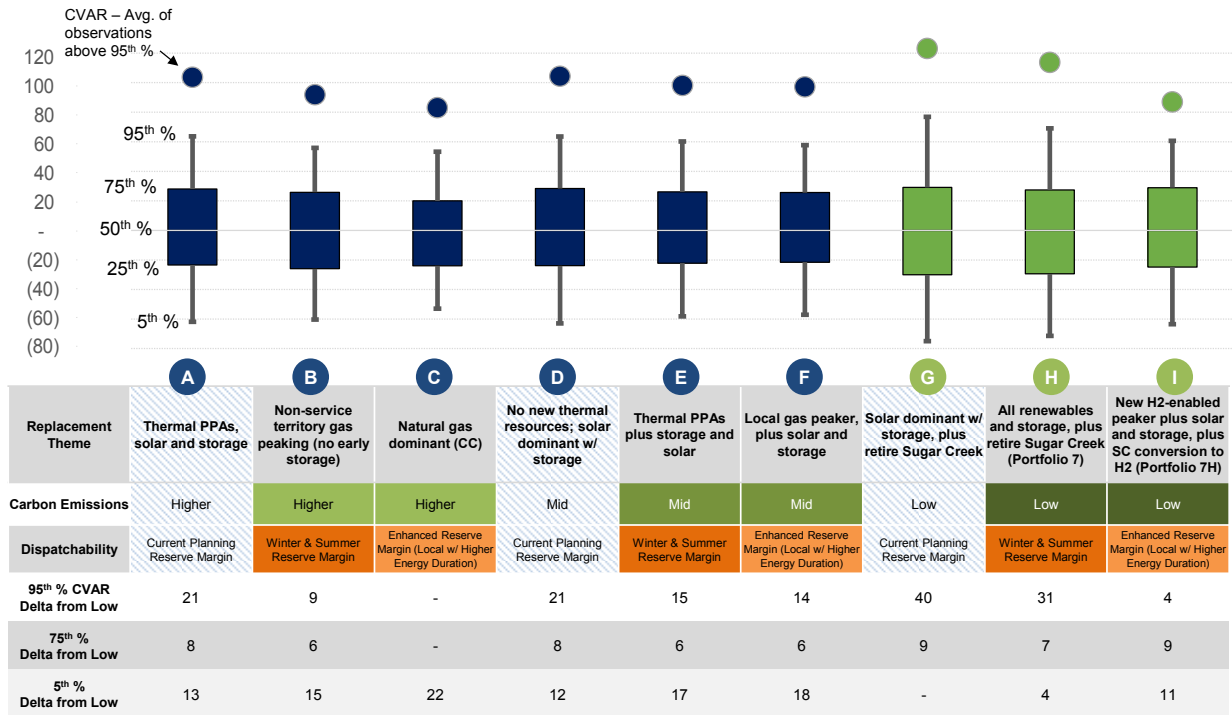 CVAR – Avg. of
observations
above 95th %
120
100
80
60
40
20
-
(20)
(40)
(60)
(80)
95th %
75th %
50th %
25th %
5th %
A
B
C
D
E
F
G
H
I
Replacement
Theme
Thermal PPAs,
solar and storage
Non-service
territory gas
peaking (no early
storage)
Natural gas
dominant (CC)
No new thermal
resources; solar
dominant w/
storage
Thermal PPAs
plus storage and
solar
Local gas peaker,
plus solar and
storage
Solar dominant w/
storage, plus
retire Sugar Creek
All renewables
and storage, plus
retire Sugar Creek
(Portfolio 7)
New H2-enabled
peaker plus solar
and storage, plus
SC conversion to
H2 (Portfolio 7H)
Carbon Emissions
Higher
Higher
Higher
Mid
Mid
Mid
Low
Low
Low
Dispatchability
Current Planning
Reserve Margin
Winter & Summer
Reserve Margin
Enhanced Reserve
Margin (Local w/ Higher
Energy Duration)
Current Planning
Reserve Margin
Winter & Summer
Reserve Margin
Enhanced Reserve
Margin (Local w/ Higher
Energy Duration)
Current Planning
Reserve Margin
Winter & Summer
Reserve Margin
Enhanced Reserve
Margin (Local w/ Higher
Energy Duration)
95th % CVAR
Delta from Low
21
9
-
21
15
14
40
31
4
75th %
Delta from Low
8
6
-
8
6
6
9
7
9
5th %
Delta from Low
13
15
22
12
17
18
-
4
11